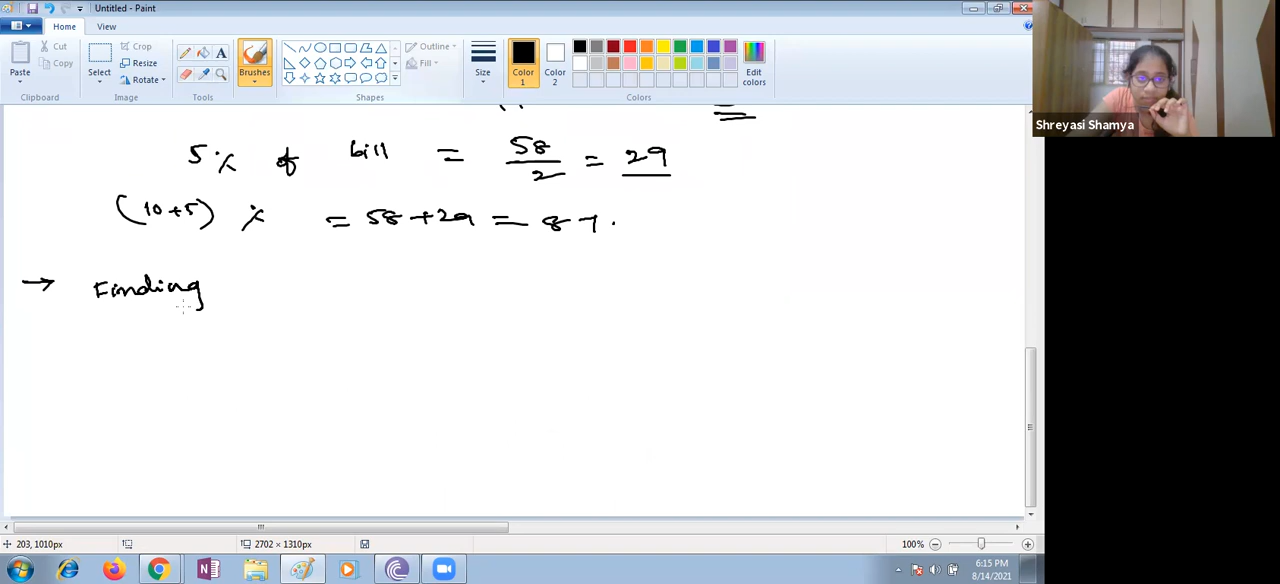 Untitled - Paint
Home
View
Cut
Copy
Paste
Clipboard
Select
Crop
Resize
Rotate
Image
Tools
Brushes
Shapes
Outline
Fill
Size
Color 1
Color 2
Edit colors
Colors
Shreyasi Shamya
5% of bill = 58/2 = 29
(10+5) % = 58+29 = 87.
→ Finding
203, 1010px
2702 × 1310px
100%
6:15 PM
8/14/2021